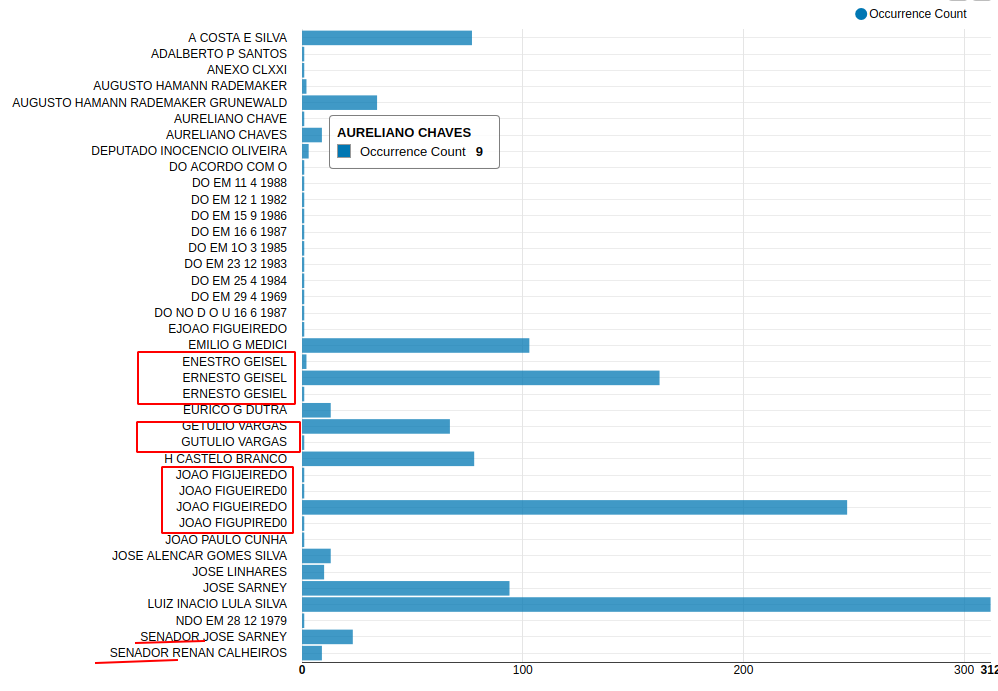 Occurrence Count
A COSTA E SILVA
ADALBERTO P SANTOS
ANEXO CLXXI
AUGUSTO HAMANN RADEMAKER
AUGUSTO HAMANN RADEMAKER GRUNEWALD
AURELIANO CHAVE
AURELIANO CHAVES
AURELIANO CHAVES
Occurrence Count 9
DEPUTADO INOCENCIO OLIVEIRA
DO ACORDO COM O
DO EM 11 4 1988
DO EM 12 1 1982
DO EM 15 9 1986
DO EM 16 6 1987
DO EM 1O 3 1985
DO EM 23 12 1983
DO EM 25 4 1984
DO EM 29 4 1969
DO NO D O U 16 6 1987
EJOAO FIGUEIREDO
EMILIO G MEDICI
ENESTRO GEISEL
ERNESTO GEISEL
ERNESTO GESIEL
EURICO G DUTRA
GETULIO VARGAS
GUTULIO VARGAS
H CASTELO BRANCO
JOAO FIGIJEIREDO
JOAO FIGUEIRED0
JOAO FIGUEIREDO
JOAO FIGUPIRED0
JOAO PAULO CUNHA
JOSE ALENCAR GOMES SILVA
JOSE LINHARES
JOSE SARNEY
LUIZ INACIO LULA SILVA
NDO EM 28 12 1979
SENADOR JOSE SARNEY
SENADOR RENAN CALHEIROS
0 100 200 300 312